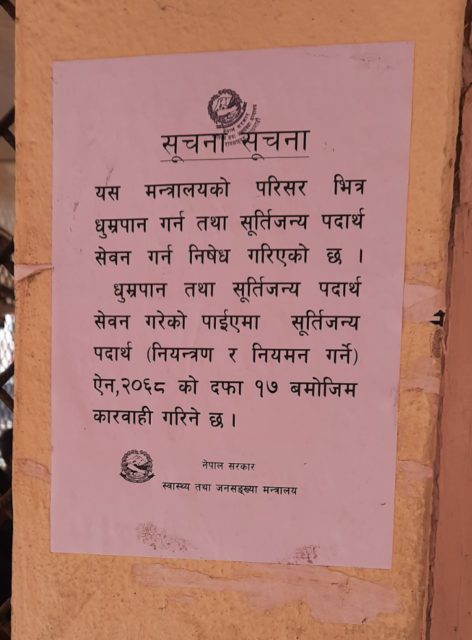 सूचना सूचना
यस मन्त्रालयको परिसर भित्र
धुम्रपान गर्न तथा सूर्तिजन्य पदार्थ
सेवन गर्न निषेध गरिएको छ ।
धुम्रपान तथा सूर्तिजन्य पदार्थ
सेवन गरेको पाईएमा सूर्तिजन्य
पदार्थ (नियन्त्रण र नियमन गर्ने)
ऐन,२०६८ को दफा १७ बमोजिम
कारवाही गरिने छ ।
नेपाल सरकार
स्वास्थ्य तथा जनसङ्ख्या मन्त्रालय